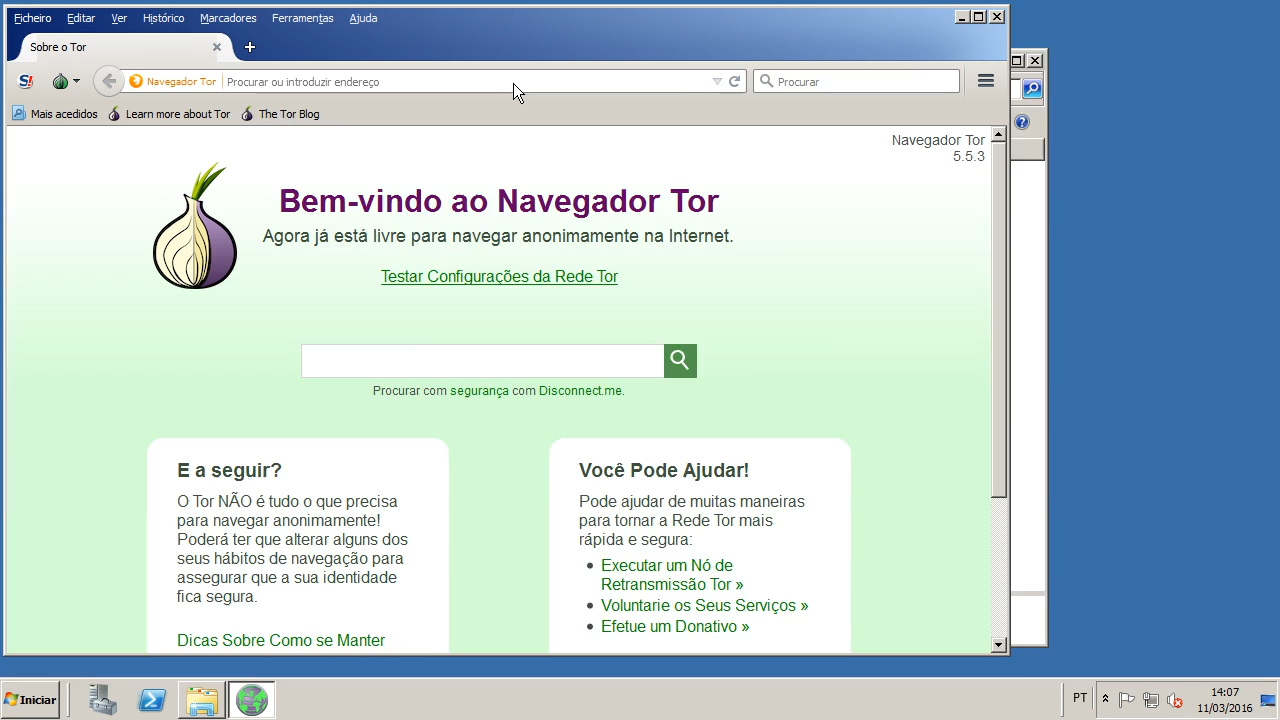 Ficheiro Editar Ver Histórico Marcadores Ferramentas Ajuda
Sobre o Tor
S! Navegador Tor Procurar ou introduzir endereço Procurar
Mais acedidos Learn more about Tor The Tor Blog
Navegador Tor
5.5.3
Bem-vindo ao Navegador Tor
Agora já está livre para navegar anonimamente na Internet.
Testar Configurações da Rede Tor
Procurar com segurança com Disconnect.me.
E a seguir?
O Tor NÃO é tudo o que precisa
para navegar anonimamente!
Poderá ter que alterar alguns dos
seus hábitos de navegação para
assegurar que a sua identidade
fica segura.
Dicas Sobre Como se Manter
Você Pode Ajudar!
Pode ajudar de muitas maneiras
para tornar a Rede Tor mais
rápida e segura:
Executar um Nó de
Retransmissão Tor »
Voluntarie os Seus Serviços »
Efetue um Donativo »
Iniciar PT 14:07
11/03/2016